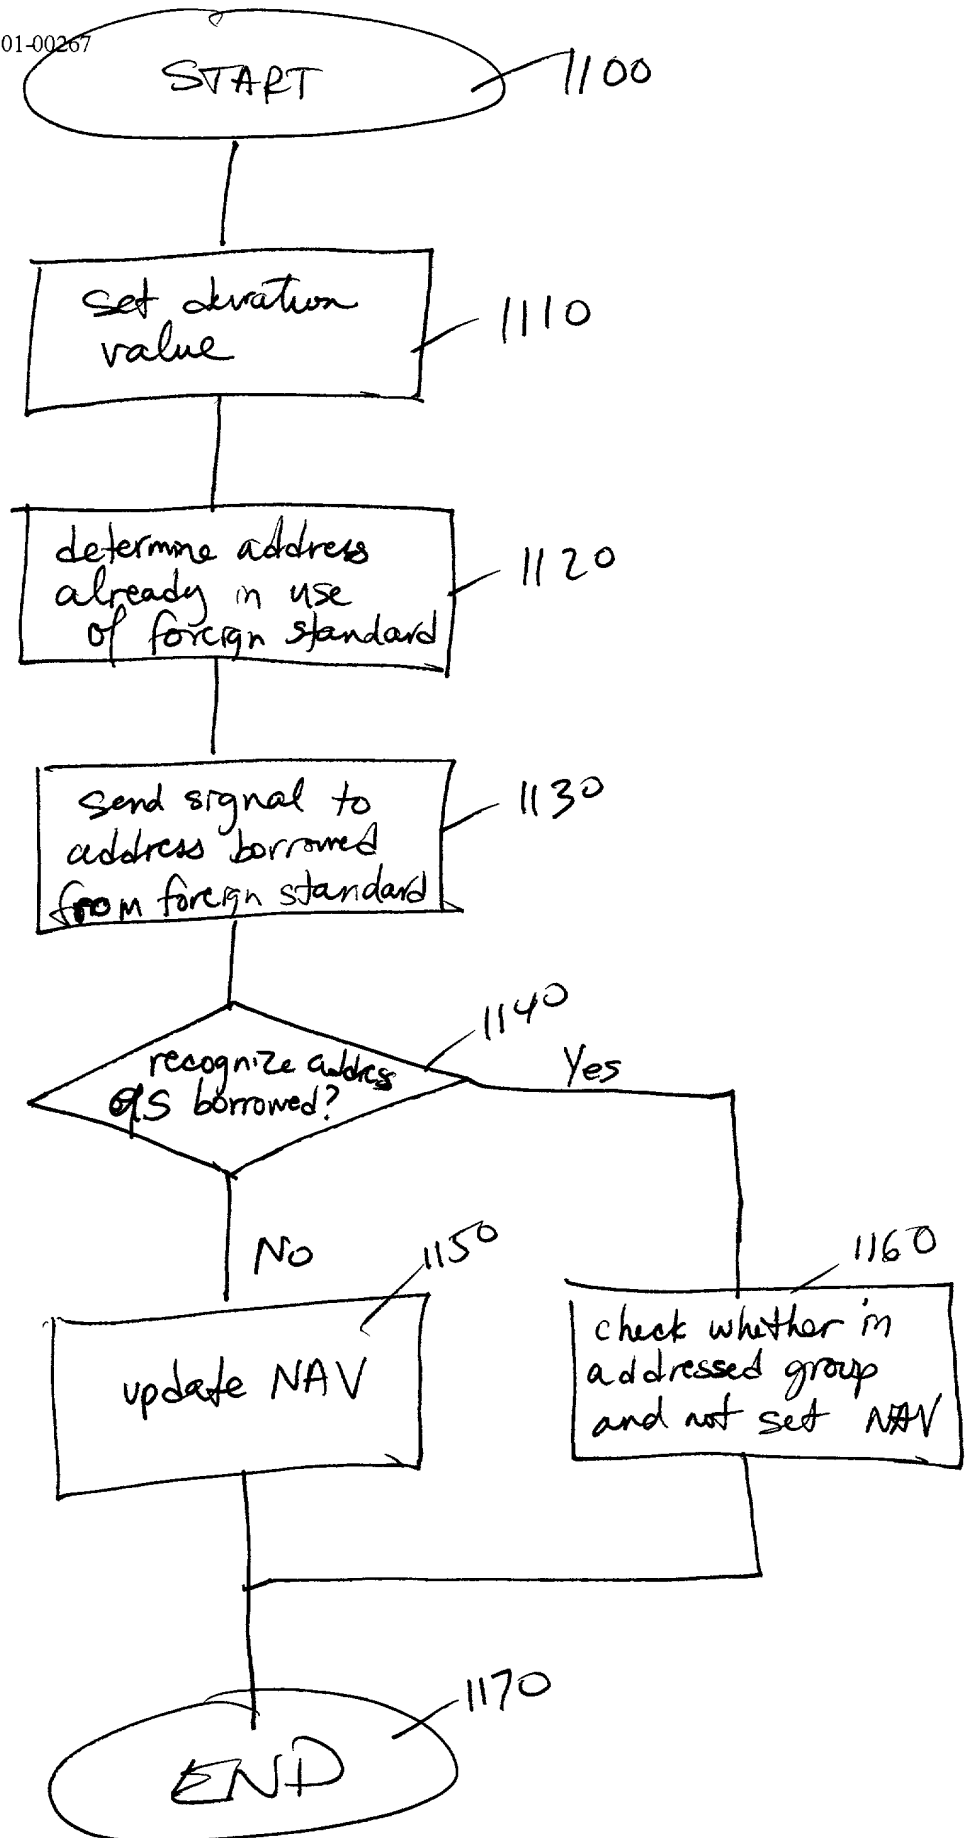 01-00267
START
1100
set duration
value
1110
determine address
already in use
of foreign standard
1120
send signal to
address borrowed
from foreign standard
1130
recognize address
as borrowed?
1140
Yes
No
1150
update NAV
1160
check whether in
addressed group
and not set NAV
1170
END